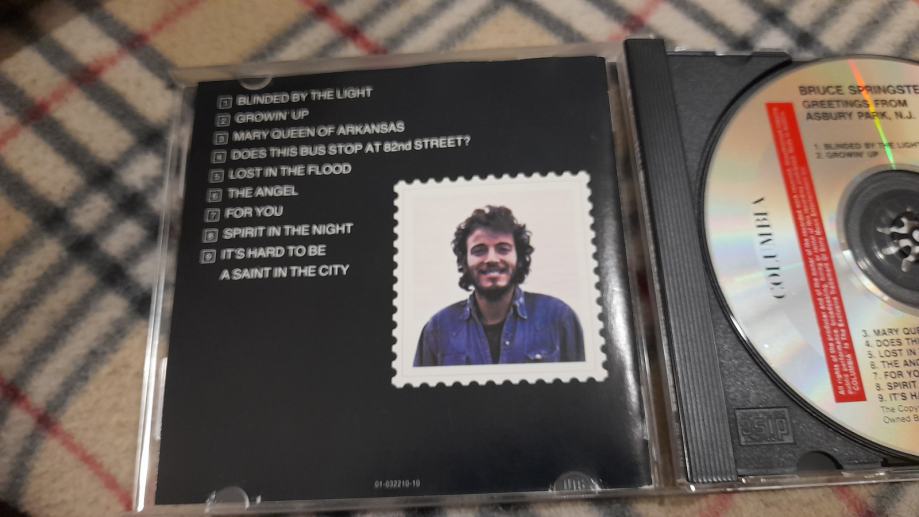 1 BLINDED BY THE LIGHT
2 GROWIN' UP
3 MARY QUEEN OF ARKANSAS
4 DOES THIS BUS STOP AT 82nd STREET?
5 LOST IN THE FLOOD
6 THE ANGEL
7 FOR YOU
8 SPIRIT IN THE NIGHT
9 IT'S HARD TO BE
A SAINT IN THE CITY
01-032210-10
BRUCE SPRINGSTE
GREETINGS FROM
ASBURY PARK, N.J.
1. BLINDED BY THE LIGHT
2. GROWIN' UP
COLUMBIA
3. MARY QU
4. DOES TH
5. LOST IN
6. THE AN
7. FOR YO
8. SPIRIT
9. IT'S H
The Copy
Owned B